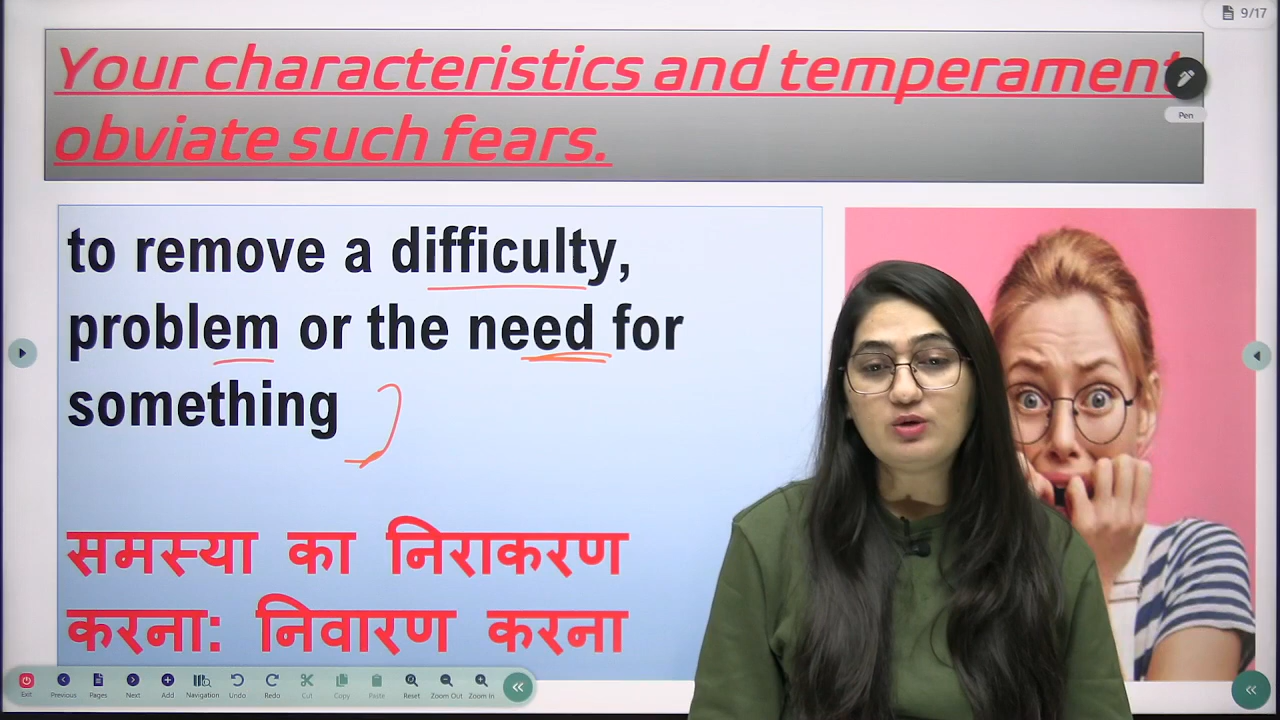 9/17
Your characteristics and temperament
obviate such fears.
Pen
to remove a difficulty,
problem or the need for
something
समस्या का निराकरण
करना: निवारण करना
Exit Previous Pages Next Add Navigation Undo Redo Cut Copy Paste Reset Zoom Out Zoom In